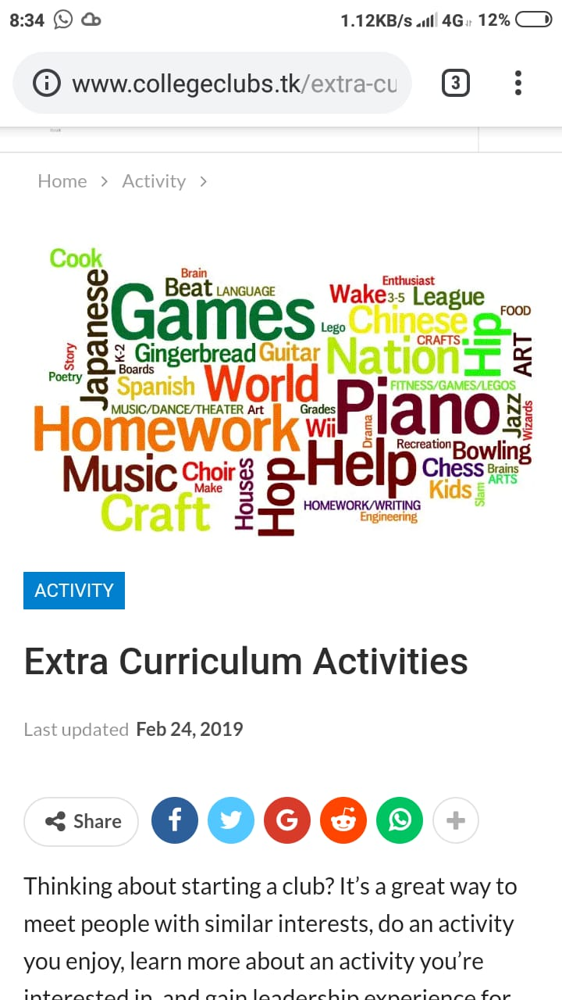 8:34 1.12KB/s 4G 12%
www.collegeclubs.tk/extra-cu 3
Home > Activity >
Cook
Japanese
Brain
Beat LANGUAGE
Games
Enthusiast
Wake 3-5 League
FOOD
Lego Chinese
CRAFTS
Hip
ART
Story
K-2
Gingerbread Guitar
Nation
Poetry
Boards
Spanish World
FITNESS/GAMES/LEGOS
MUSIC/DANCE/THEATER Art
Grades
Piano
Jazz
Wizards
Homework
Wii
Drama
Recreation Bowling
Music Choir
Make
Houses
Hop
Help
Chess Brains
ARTS
Kids
Slam
Craft
HOMEWORK/WRITING
Engineering
ACTIVITY
Extra Curriculum Activities
Last updated Feb 24, 2019
Share f G +
Thinking about starting a club? It’s a great way to
meet people with similar interests, do an activity
you enjoy, learn more about an activity you’re
interested in, and gain leadership experience for